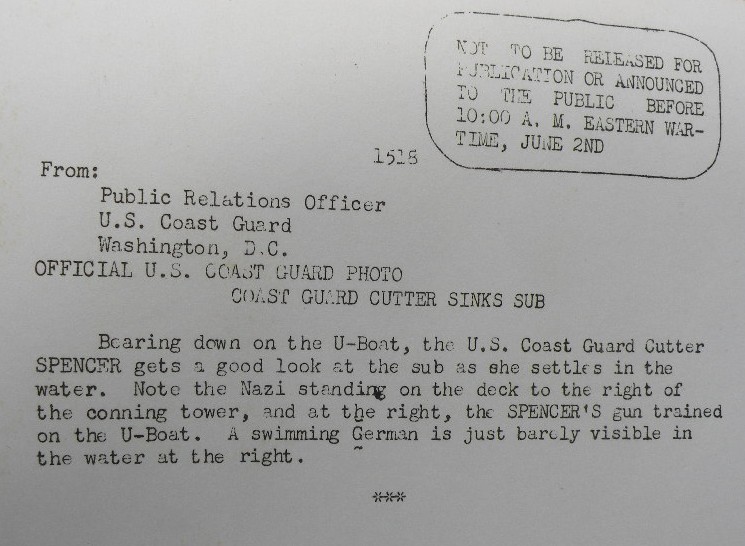 NOT TO BE RELEASED FOR
PUBLICATION OR ANNOUNCED
TO THE PUBLIC BEFORE
10:00 A. M. EASTERN WAR-
TIME, JUNE 2ND
1518
From:
Public Relations Officer
U.S. Coast Guard
Washington, D.C.
OFFICIAL U.S. COAST GUARD PHOTO
COAST GUARD CUTTER SINKS SUB
Bearing down on the U-Boat, the U.S. Coast Guard Cutter
SPENCER gets a good look at the sub as she settles in the
water. Note the Nazi standing on the deck to the right of
the conning tower, and at the right, the SPENCER'S gun trained
on the U-Boat. A swimming German is just barely visible in
the water at the right.
****